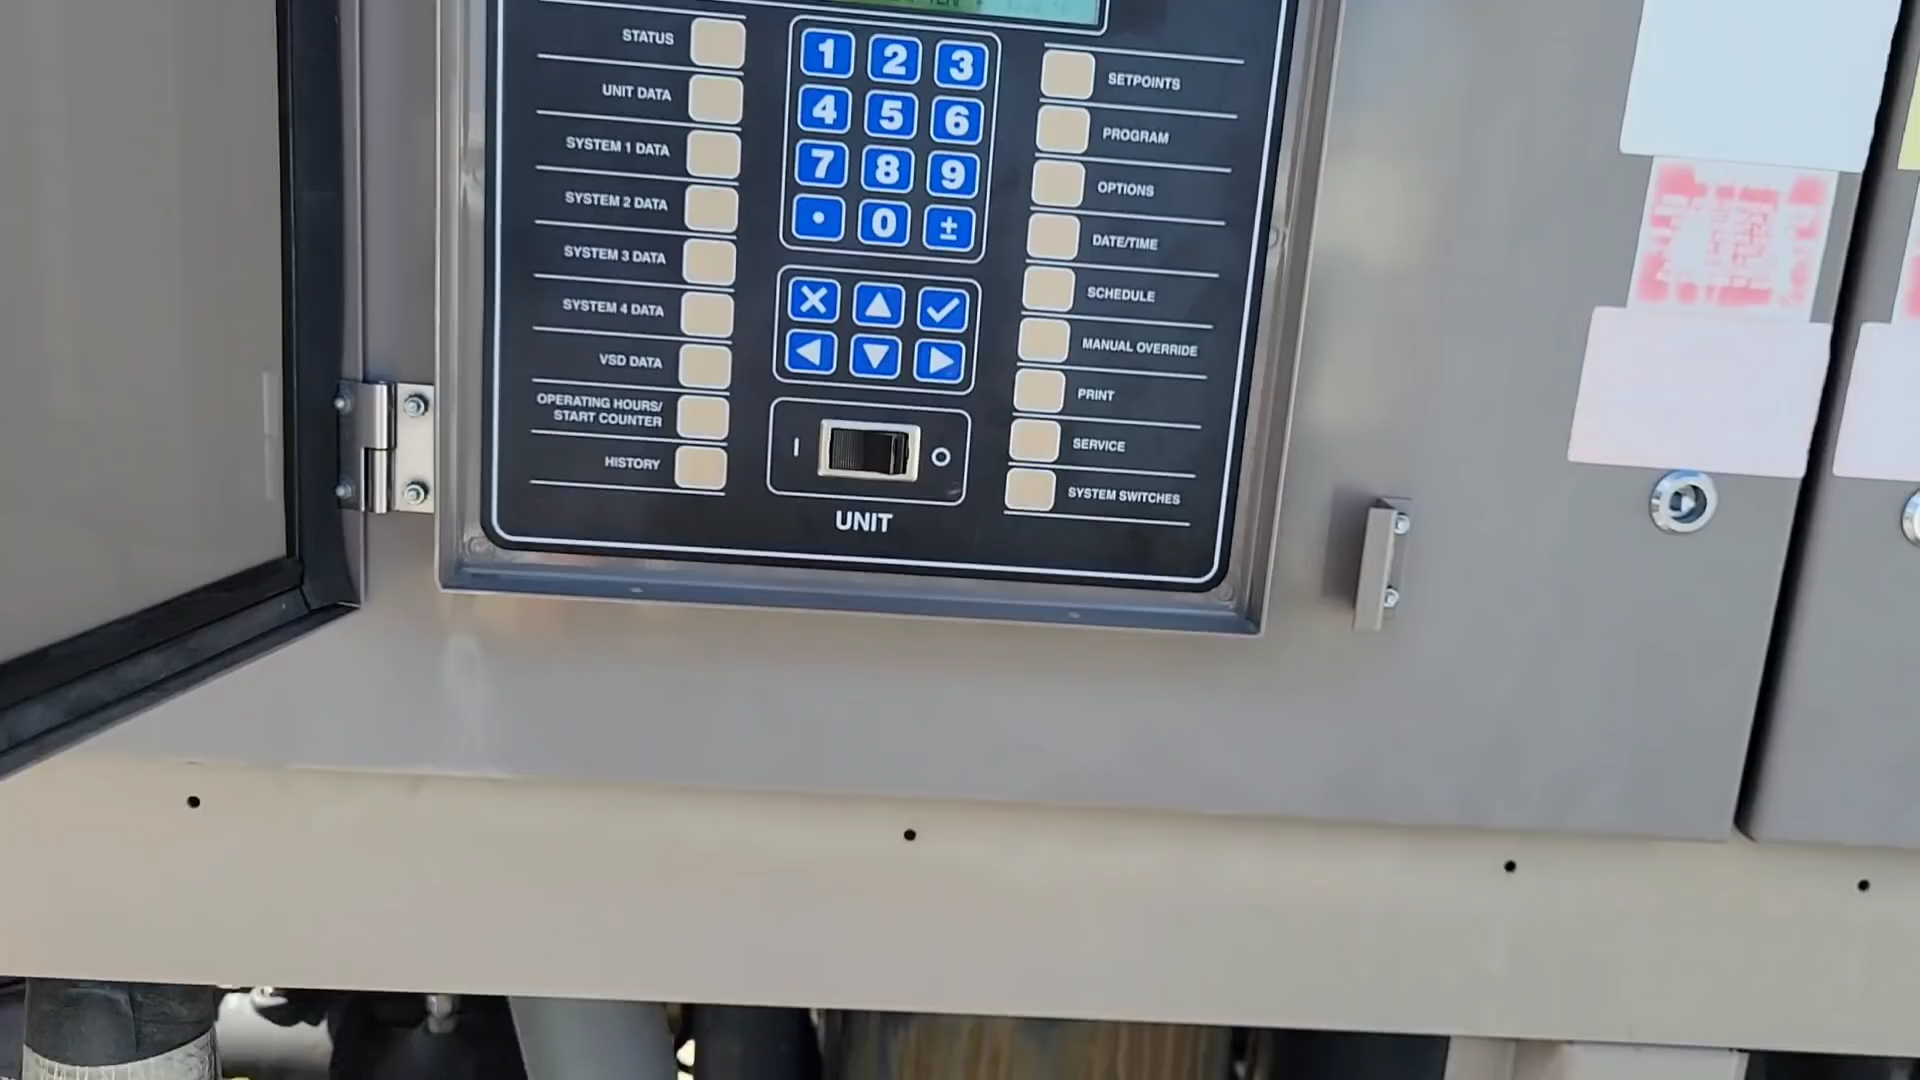 STATUS
UNIT DATA
SYSTEM 1 DATA
SYSTEM 2 DATA
SYSTEM 3 DATA
SYSTEM 4 DATA
VSD DATA
OPERATING HOURS/
START COUNTER
HISTORY
1 2 3
4 5 6
7 8 9
• 0 ±
I O
UNIT
SETPOINTS
PROGRAM
OPTIONS
DATE/TIME
SCHEDULE
MANUAL OVERRIDE
PRINT
SERVICE
SYSTEM SWITCHES